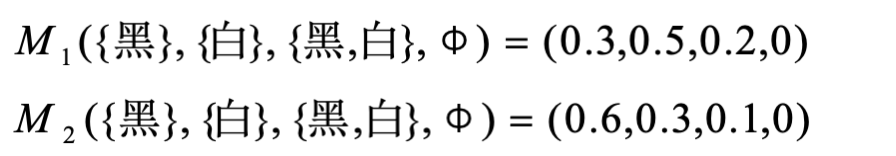 M₁({黑}, {白}, {黑,白}, Φ) = (0.3,0.5,0.2,0)
M₂({黑}, {白}, {黑,白}, Φ) = (0.6,0.3,0.1,0)